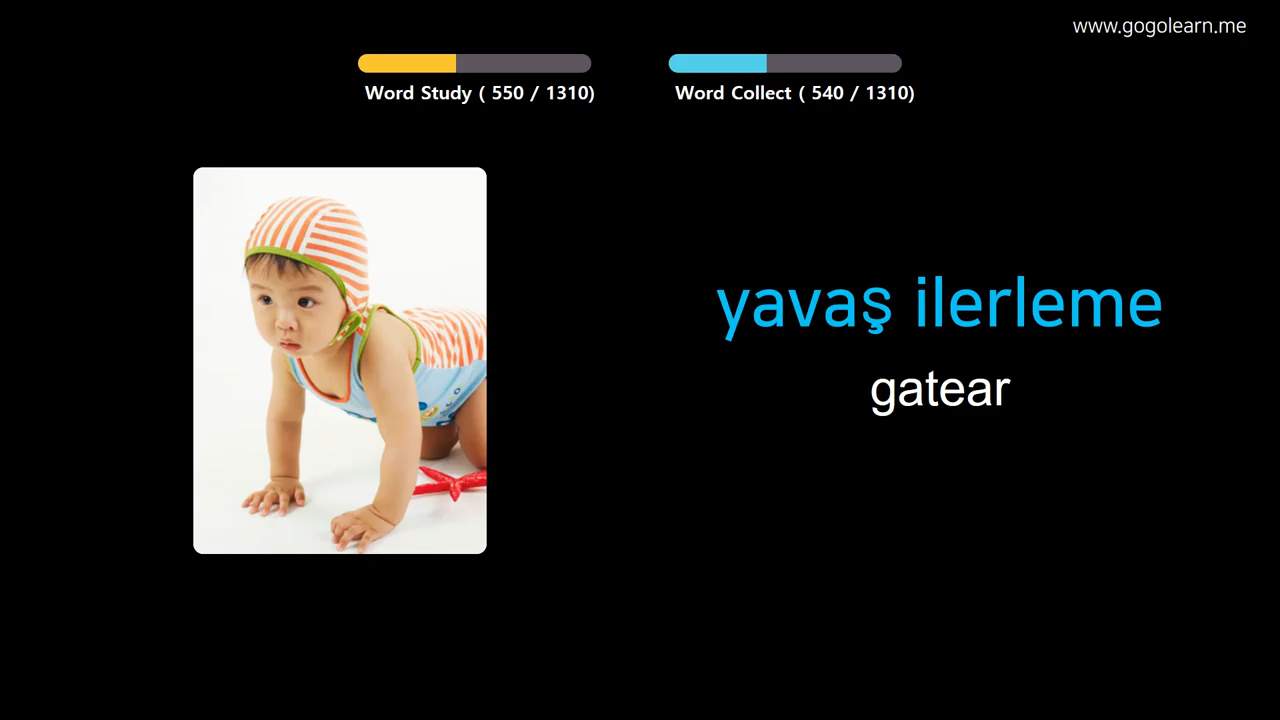 www.gogolearn.me
Word Study ( 550 / 1310)
Word Collect ( 540 / 1310)
yavaş ilerleme
gatear